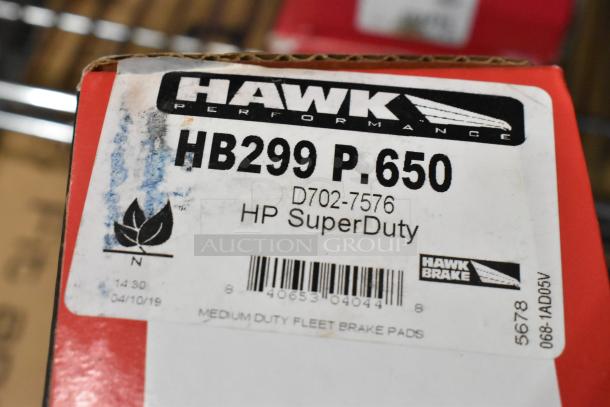 HAWK
PERFORMANCE
HB299 P.650
D702-7576
HP SuperDuty
AUCTION GROUP
HAWK
BRAKE
N
14:30
04/10/19
8 40653 04044 8
MEDIUM DUTY FLEET BRAKE PADS
5678
068-1AD05V